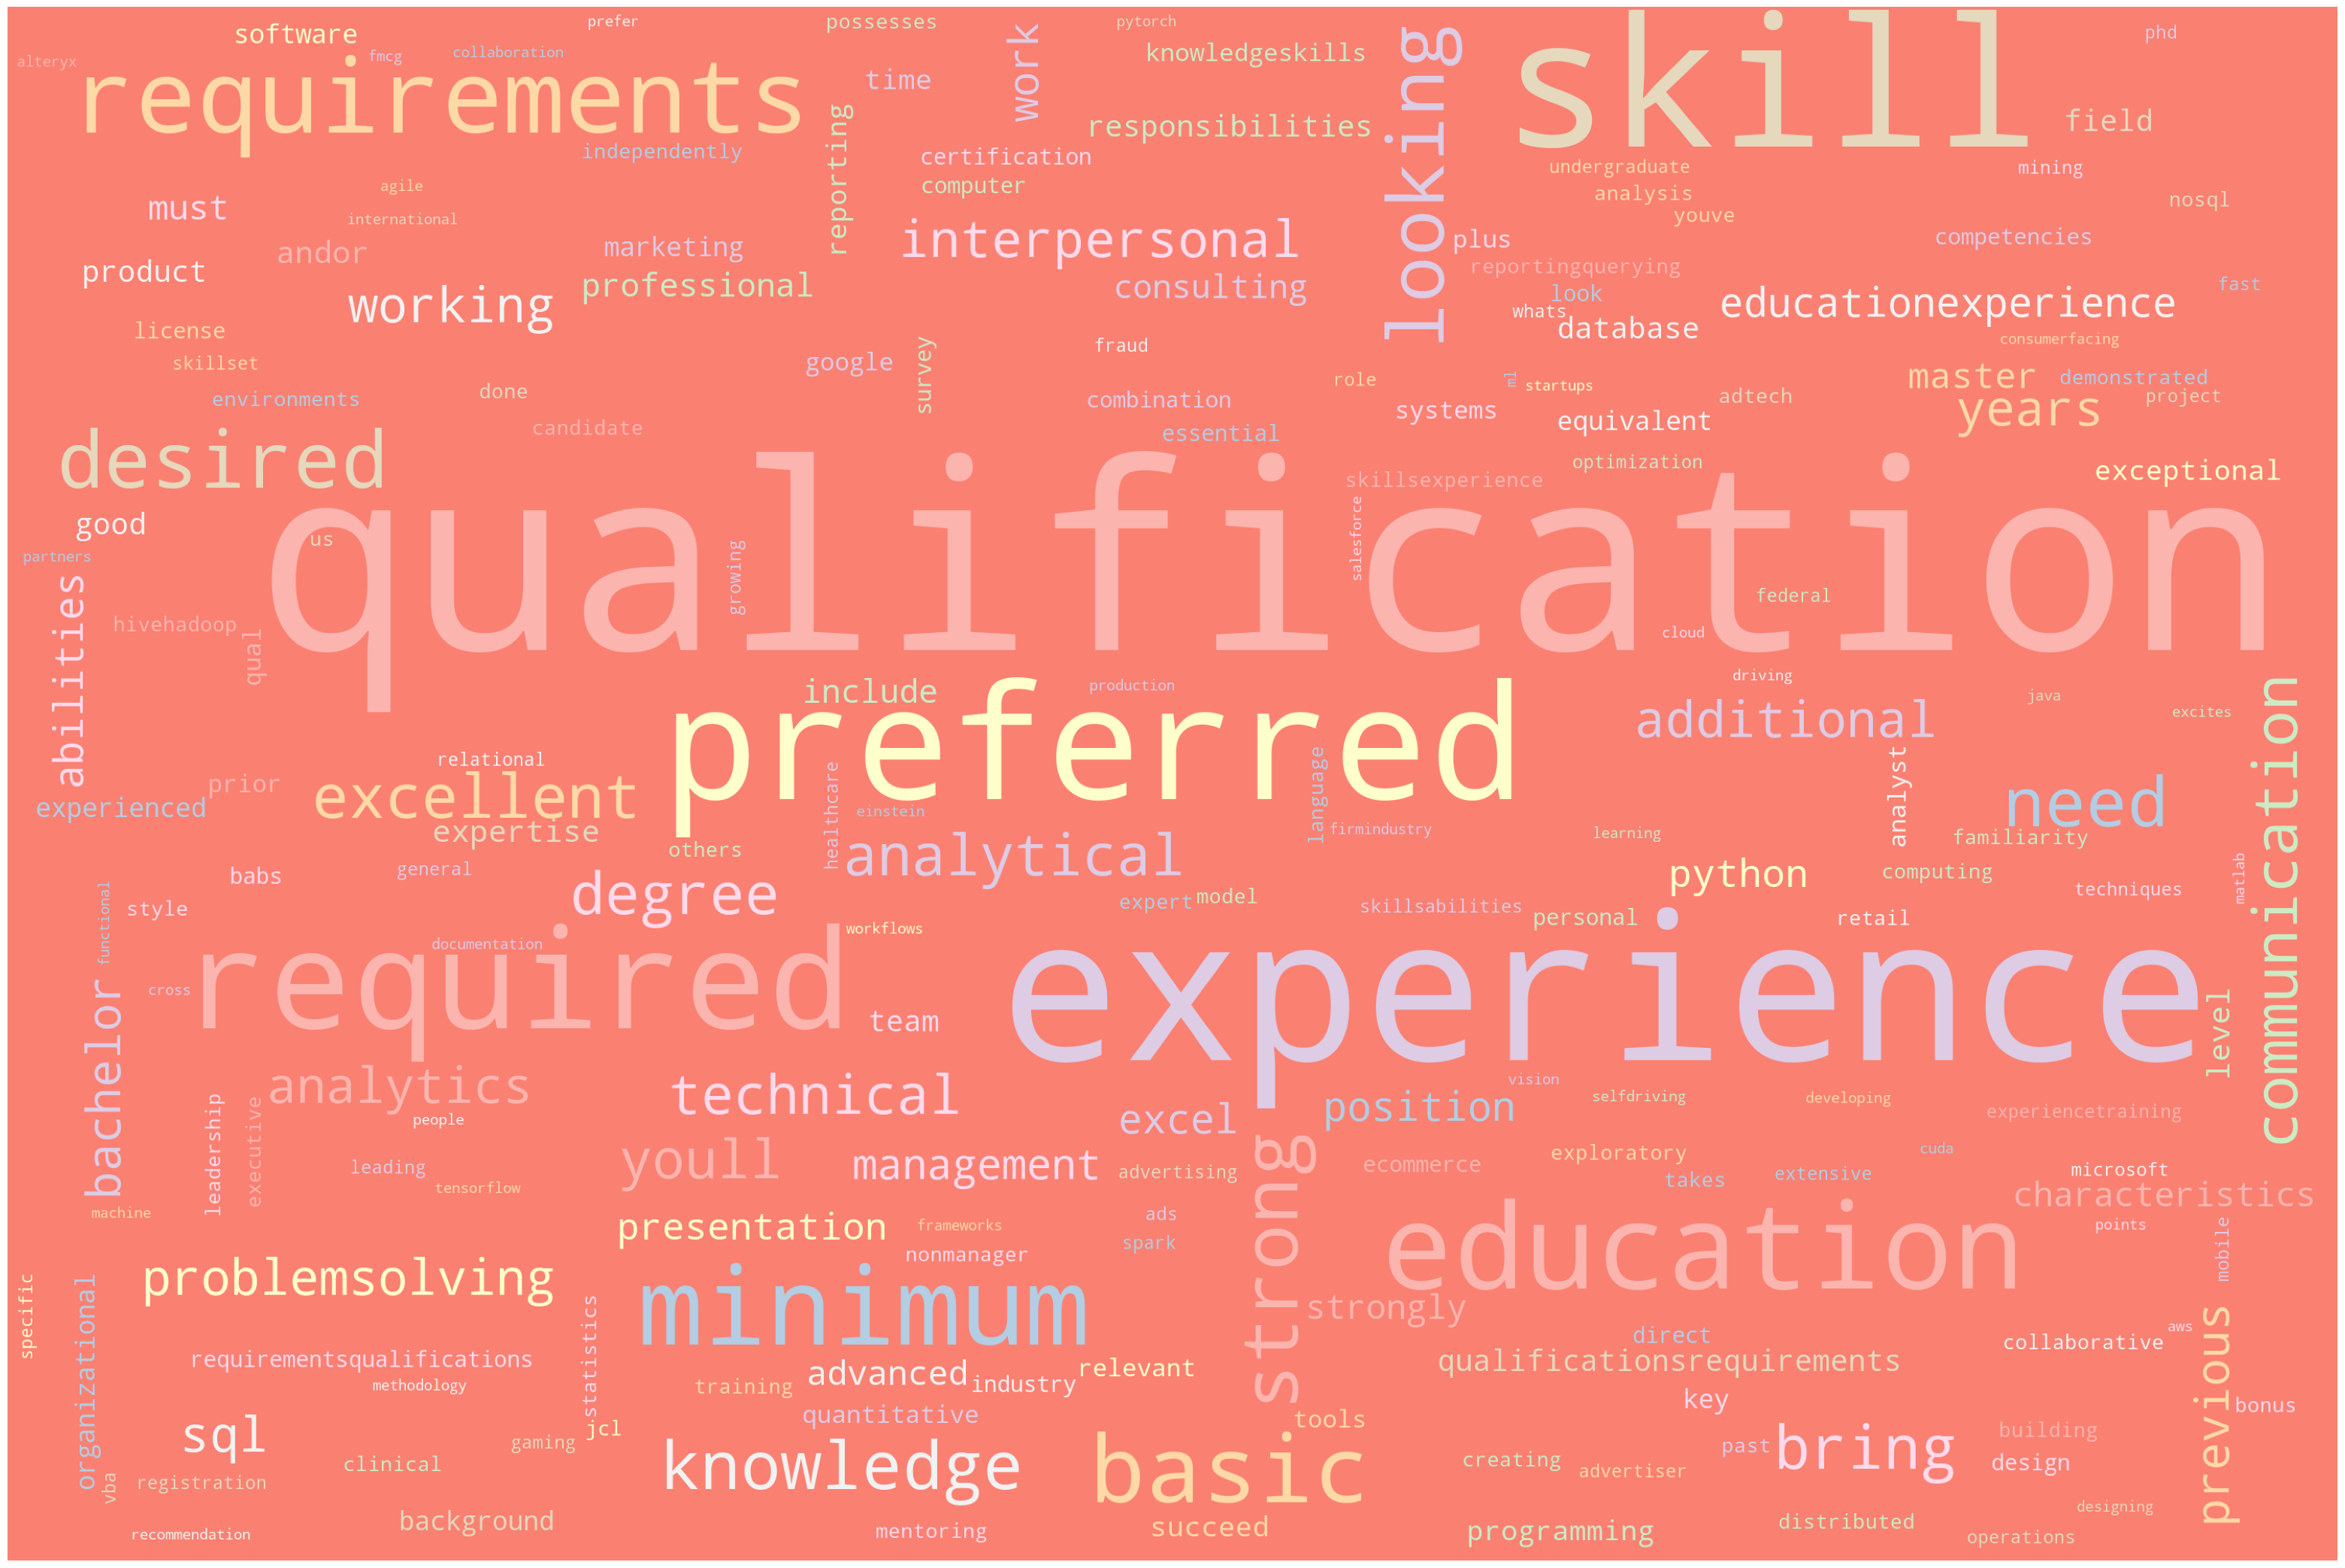 prefer
possesses
pytorch
software
alteryx
fmcg
collaboration
requirements
time
work
knowledgeskills
looking
skill
phd
field
independently
reporting
certification
computer
responsibilities
undergraduate
mining
analysis
youve
nosql
agile
must
international
andor
marketing
interpersonal
plus
competencies
product
working
professional
consulting
reportingquerying
look
whats
database
educationexperience
fast
license
skillset
google
survey
fraud
consumerfacing
environments
done
candidate
combination
essential
role
systems
ml
startups
equivalent
adtech
master
years
demonstrated
project
desired
optimization
exceptional
skillsexperience
good
us
qualification
partners
growing
salesforce
federal
cloud
abilities
hivehadoop
qual
include
preferred
production
driving
additional
java
excites
communication
relational
prior
excellent
experienced
expertise
others
healthcare
einstein
analytical
language
firmindustry
learning
analyst
need
familiarity
babs
general
degree
style
functional
expert
model
skillsabilities
python
personal
computing
retail
techniques
matlab
documentation
workflows
required
experience
cross
bachelor
team
level
analytics
technical
vision
selfdriving
developing
experiencetraining
leadership
executive
people
youll
excel
position
management
advertising
strong
ecommerce
exploratory
takes
extensive
cuda
microsoft
characteristics
leading
tensorflow
machine
presentation
frameworks
ads
spark
nonmanager
education
points
mobile
problemsolving
minimum
strongly
specific
organizational
statistics
direct
aws
collaborative
previous
requirementsqualifications
methodology
training
advanced
industry
relevant
qualificationsrequirements
key
quantitative
tools
bonus
sql
jcl
gaming
knowledge
basic
past
bring
building
design
creating
advertiser
clinical
registration
vba
background
recommendation
mentoring
succeed
programming
distributed
designing
operations